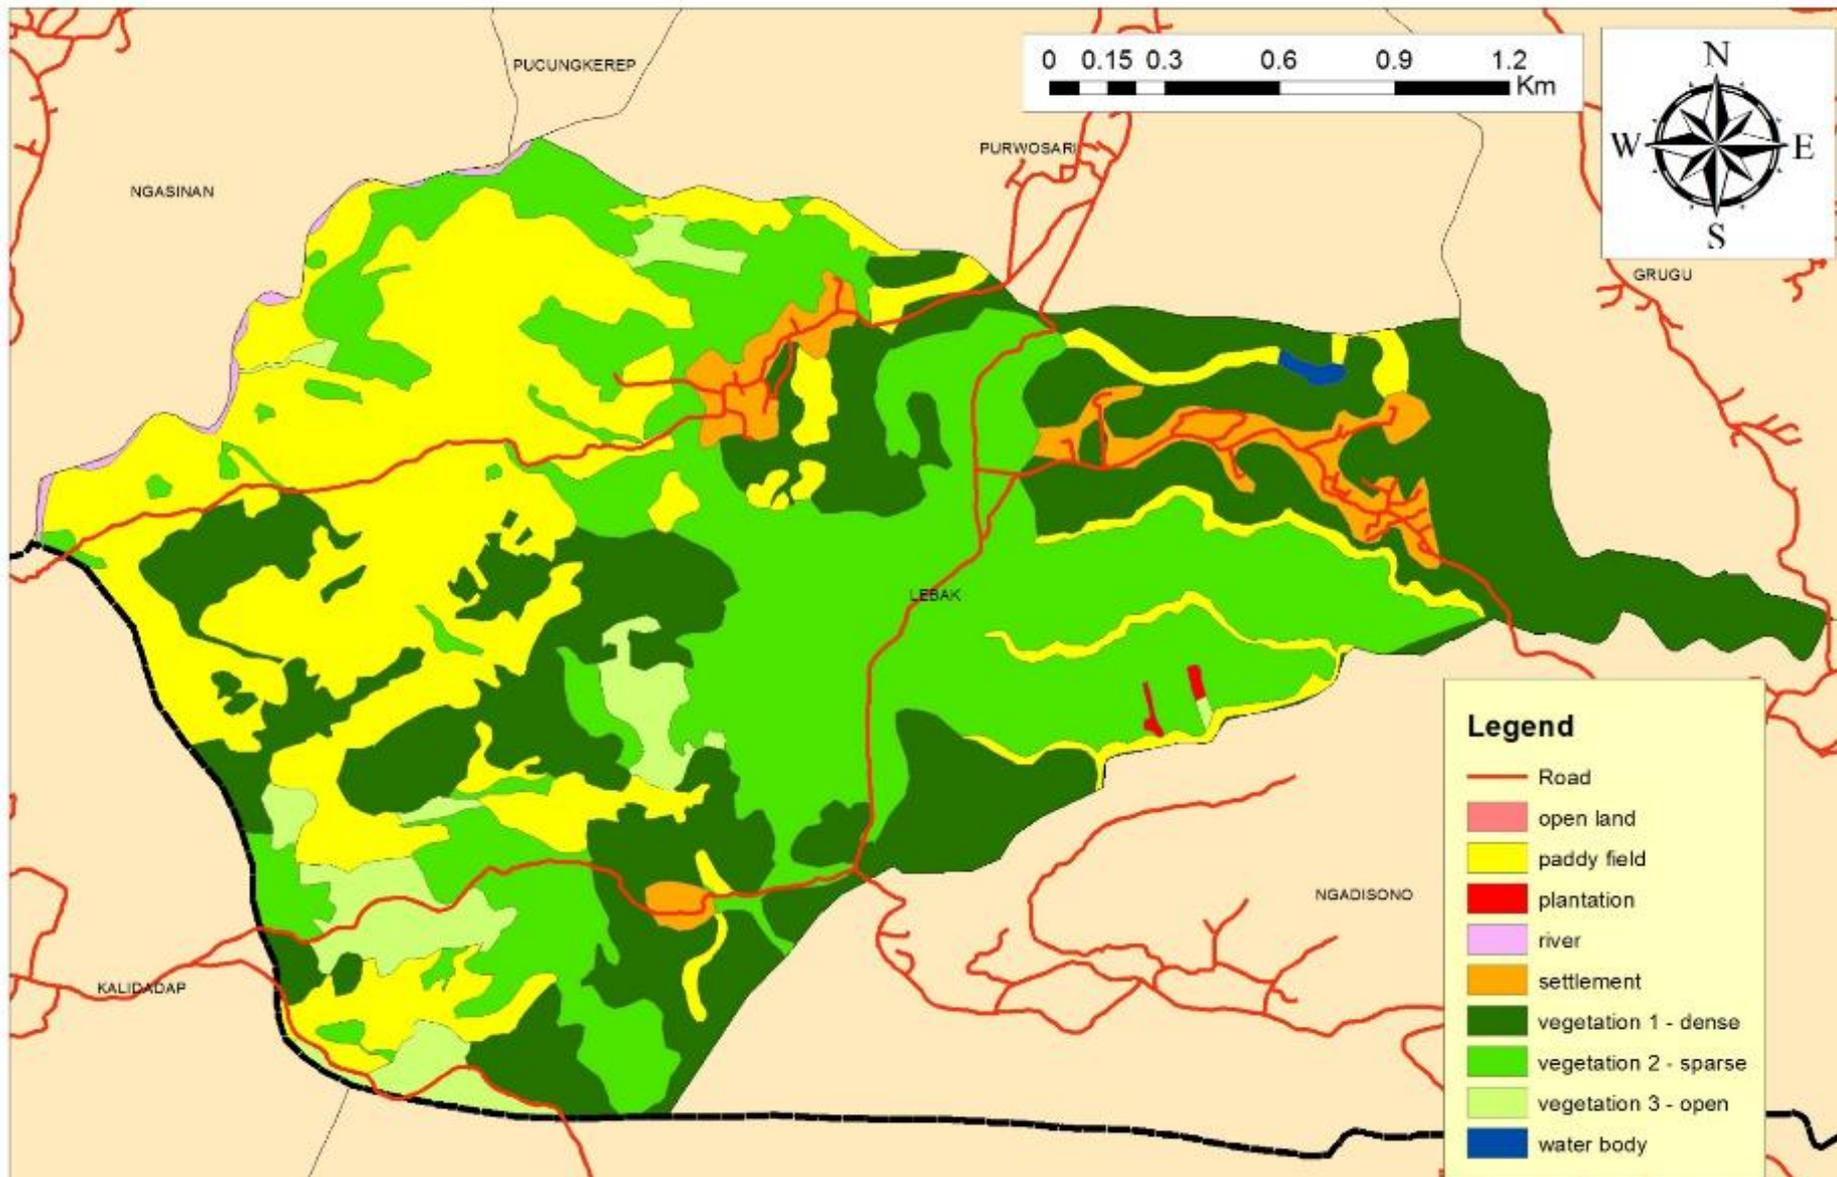 PUCUNGKEREP
0 0.15 0.3 0.6 0.9 1.2
Km
N
W E
S
PURWOSARI
NGASINAN
GRUGU
LEBAK
Legend
Road
open land
paddy field
plantation
river
settlement
vegetation 1 - dense
vegetation 2 - sparse
vegetation 3 - open
water body
NGADISONO
KALIDADAP